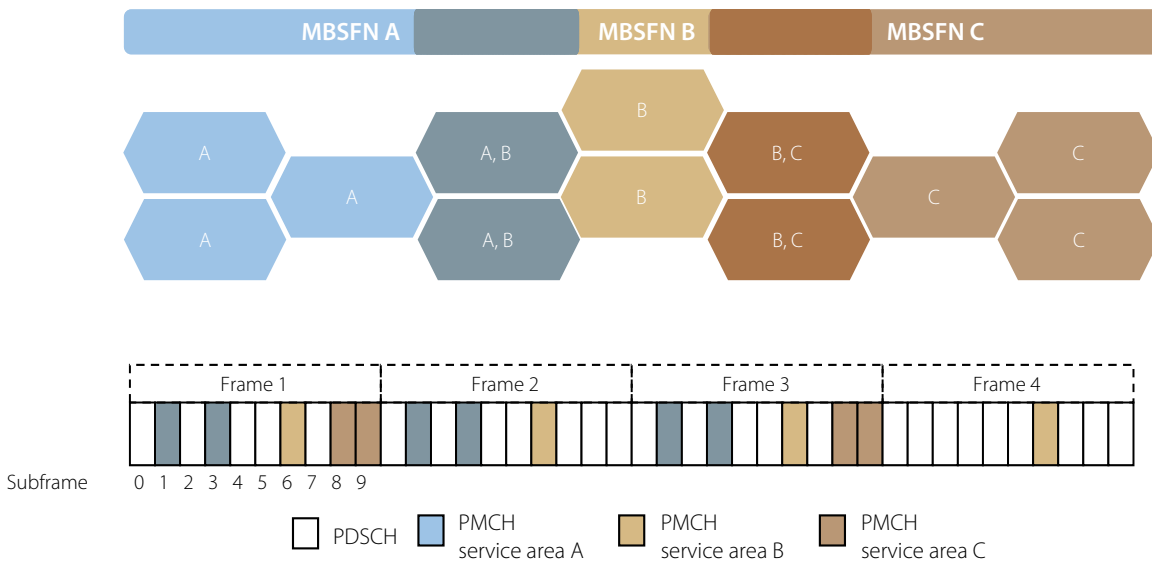 MBSFN A MBSFN B MBSFN C
B
A A, B B, C C
A B C
A A, B B, C C
Frame 1 Frame 2 Frame 3 Frame 4
Subframe 0 1 2 3 4 5 6 7 8 9
PDSCH PMCH PMCH PMCH
service area A service area B service area C